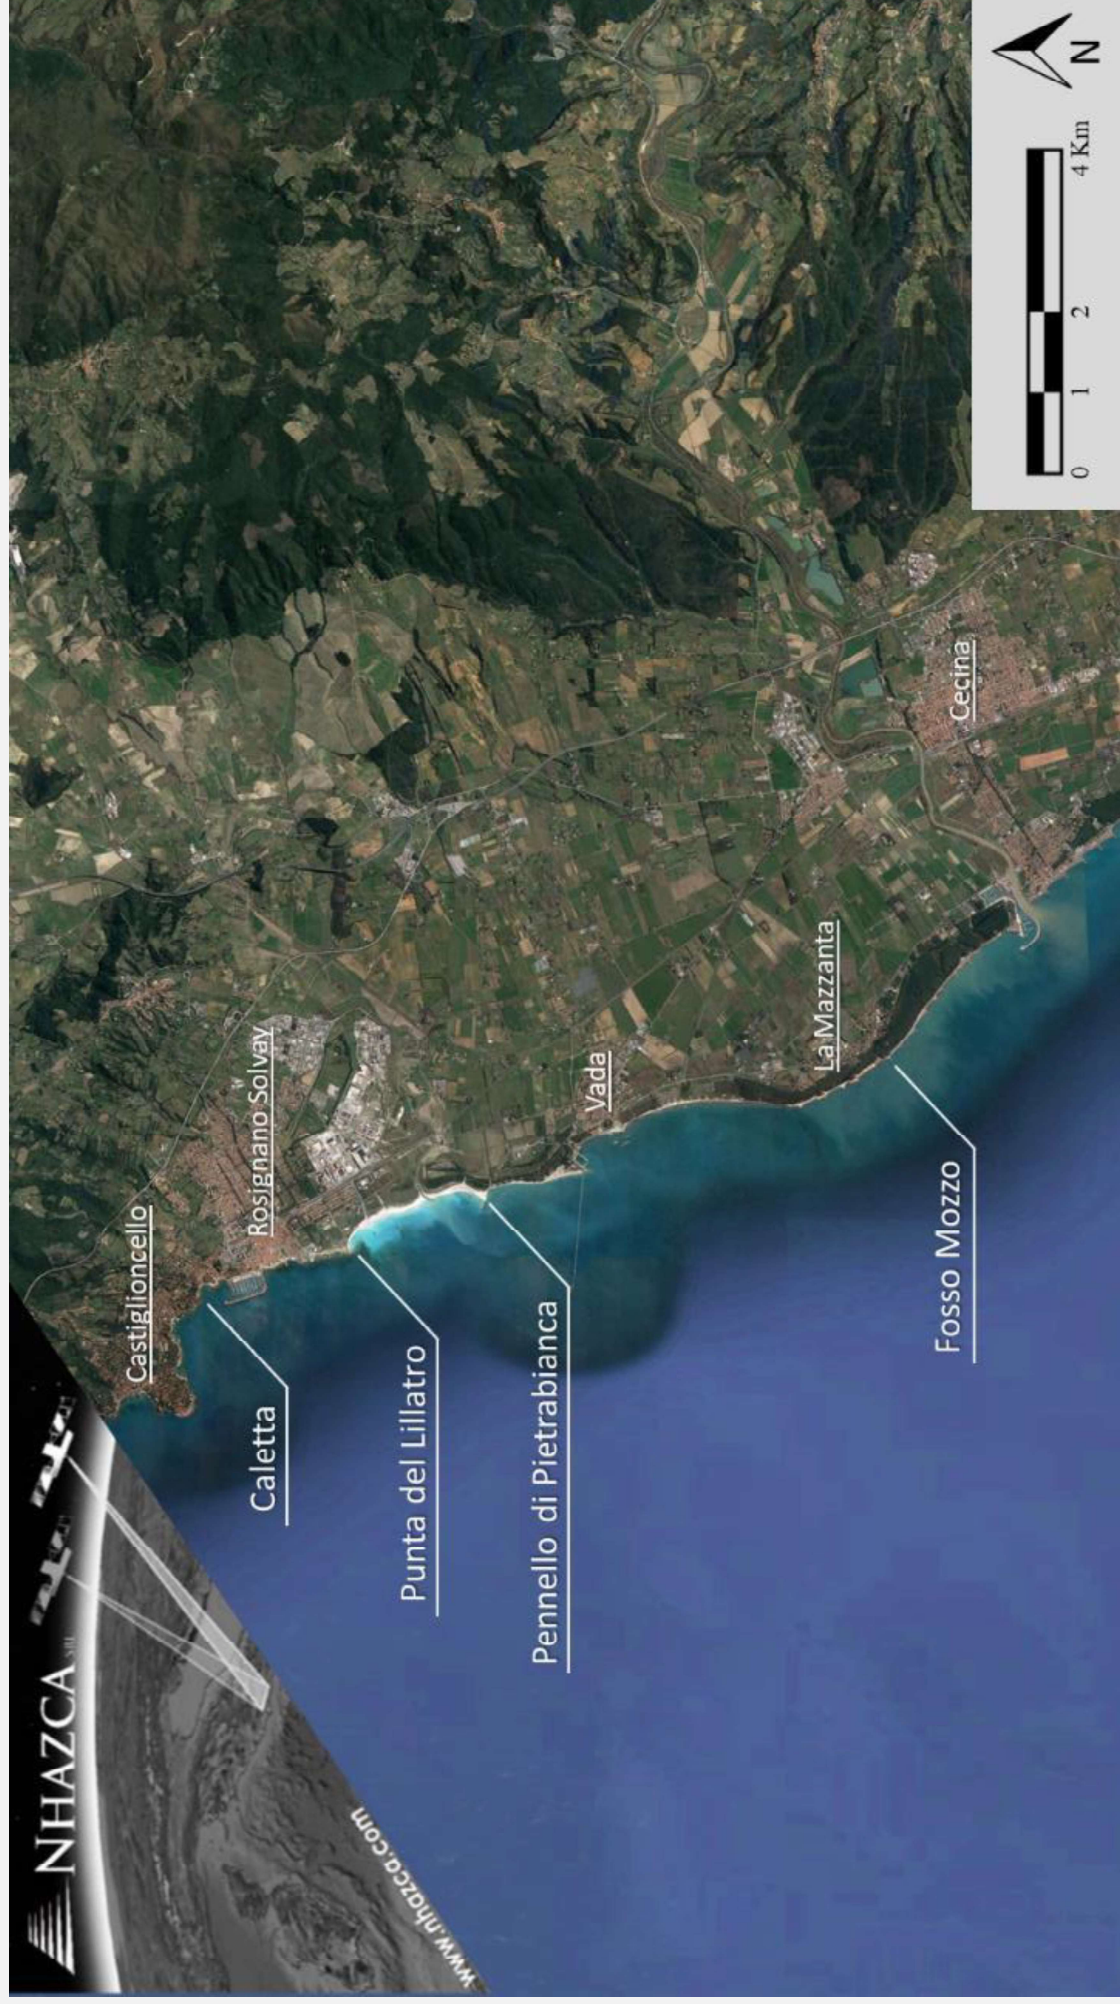 NHAZCA SRL
www.nhazca.com
Castiglioncello
Caletta
Rosignano Solvay
Punta del Lillatro
Pennello di Pietrabianca
Vada
La Mazzanta
Fosso Mozzo
Cecina
0 1 2 4 Km
N